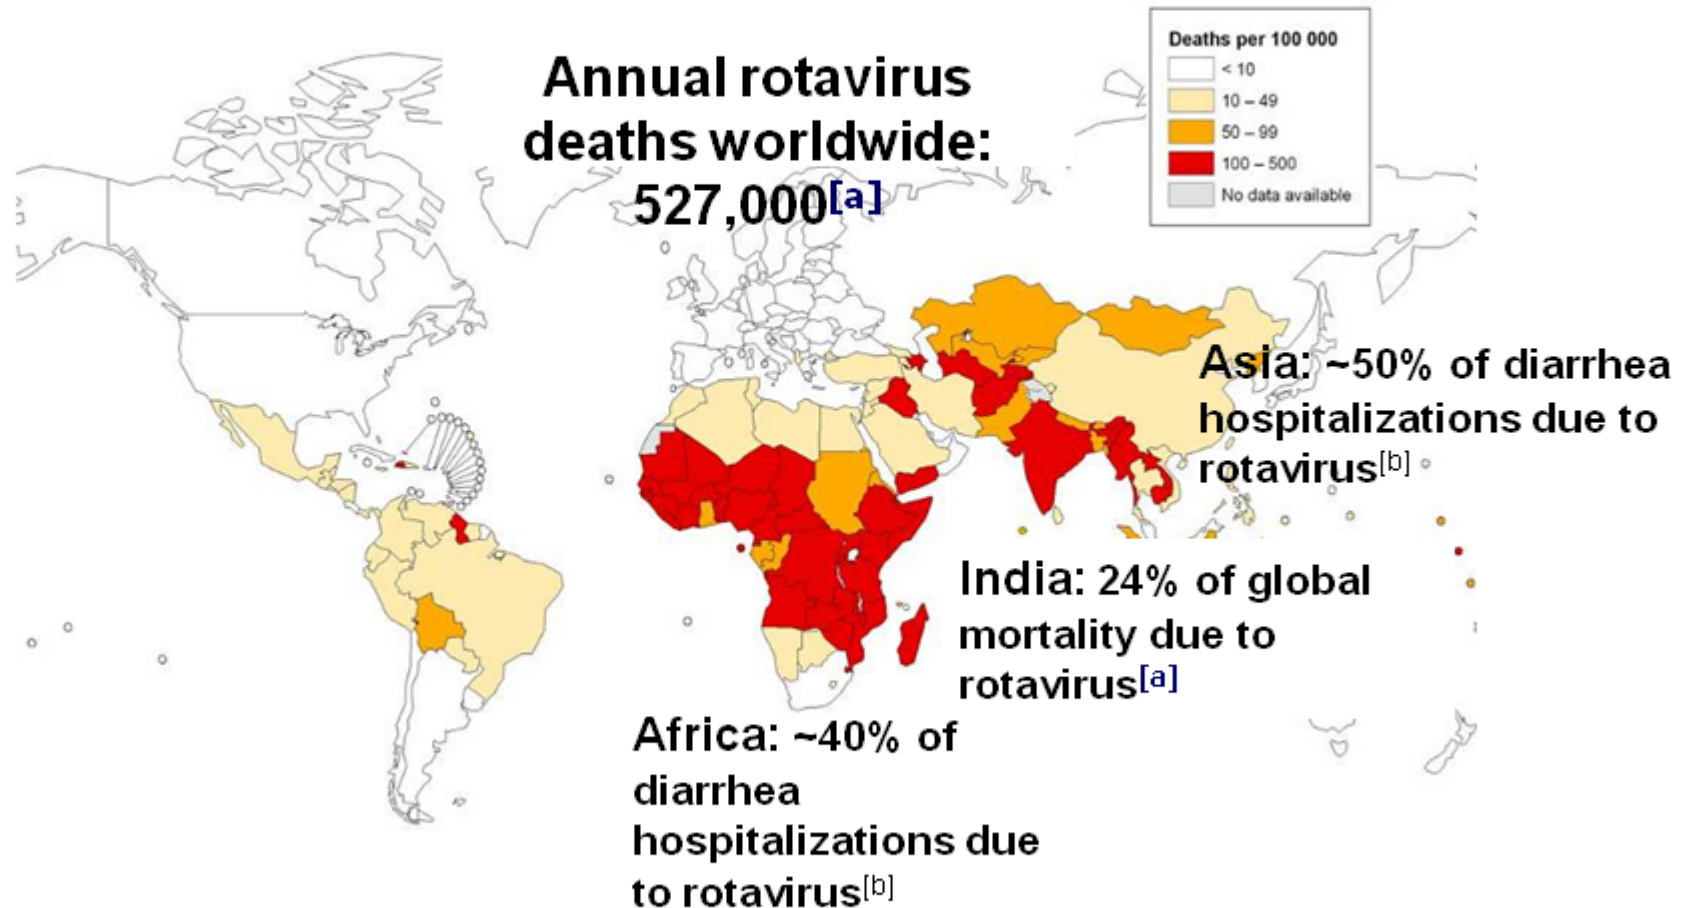 Annual rotavirus
deaths worldwide:
527,000[a]
Deaths per 100 000
< 10
10 – 49
50 – 99
100 – 500
No data available
Asia: ~50% of diarrhea
hospitalizations due to
rotavirus[b]
India: 24% of global
mortality due to
rotavirus[a]
Africa: ~40% of
diarrhea
hospitalizations due
to rotavirus[b]